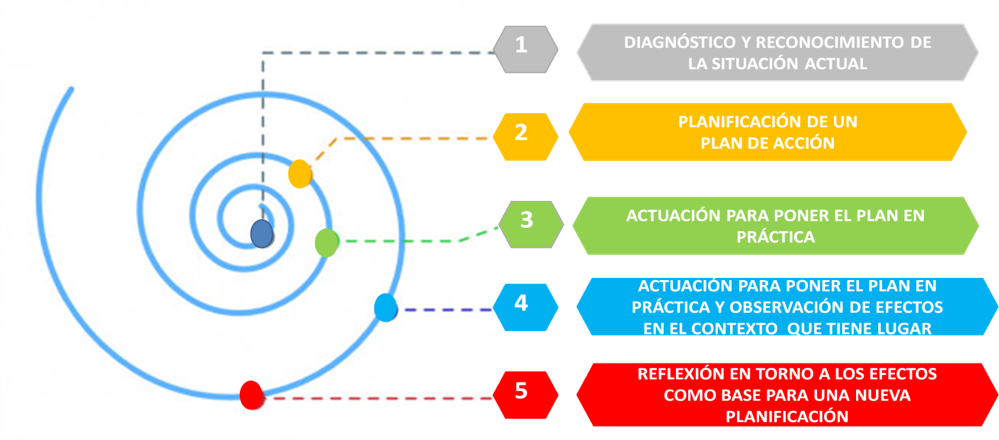 1
DIAGNÓSTICO Y RECONOCIMIENTO DE
LA SITUACIÓN ACTUAL
2
PLANIFICACIÓN DE UN
PLAN DE ACCIÓN
3
ACTUACIÓN PARA PONER EL PLAN EN
PRÁCTICA
4
ACTUACIÓN PARA PONER EL PLAN EN
PRÁCTICA Y OBSERVACIÓN DE EFECTOS
EN EL CONTEXTO QUE TIENE LUGAR
5
REFLEXIÓN EN TORNO A LOS EFECTOS
COMO BASE PARA UNA NUEVA
PLANIFICACIÓN